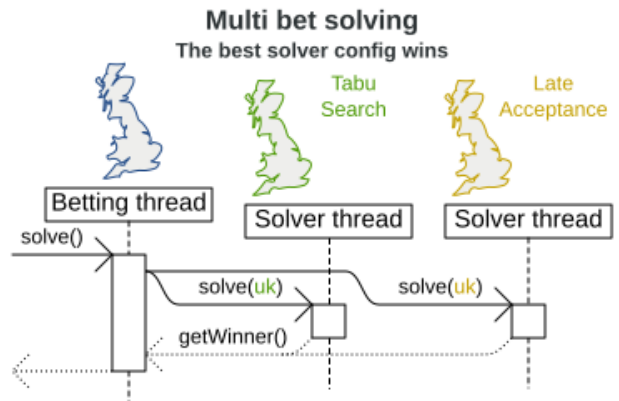 Multi bet solving
The best solver config wins
Tabu
Search
Late
Acceptance
Betting thread
Solver thread
Solver thread
solve()
solve(uk)
solve(uk)
getWinner()